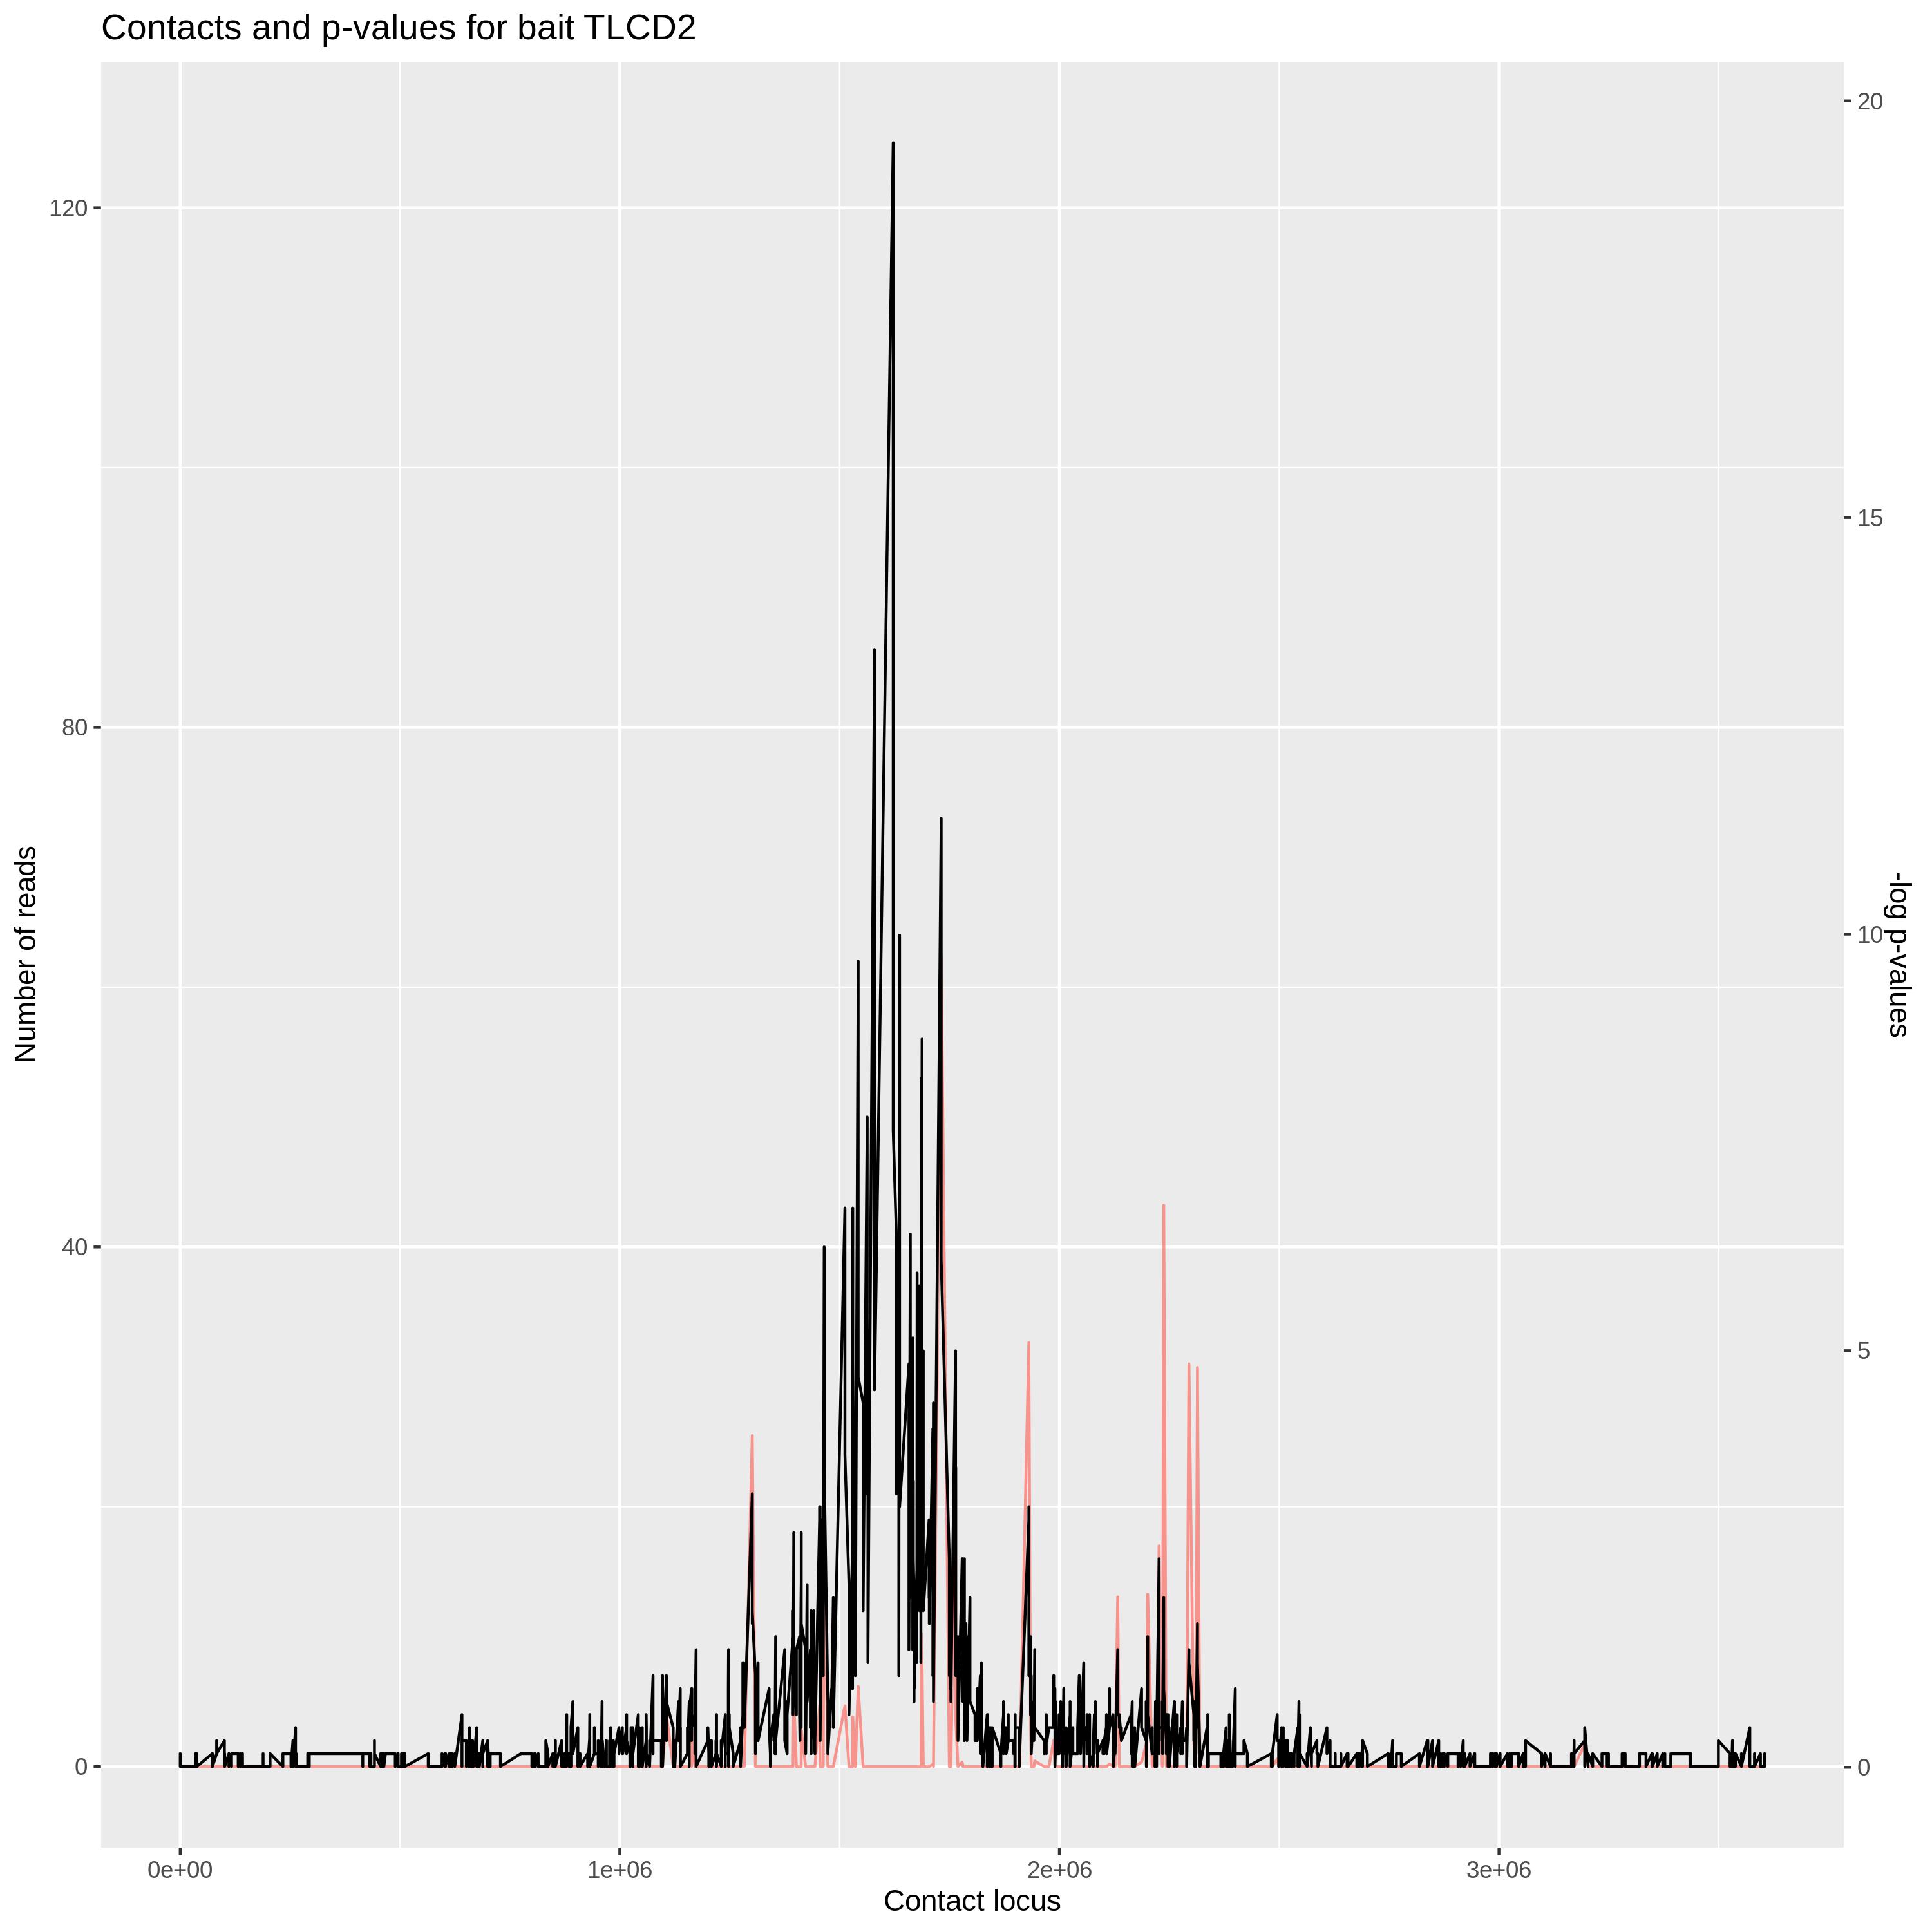 Contacts and p-values for bait TLCD2
120
80
40
0
Number of reads
20
15
10
5
0
-log p-values
0e+00
1e+06
2e+06
3e+06
Contact locus